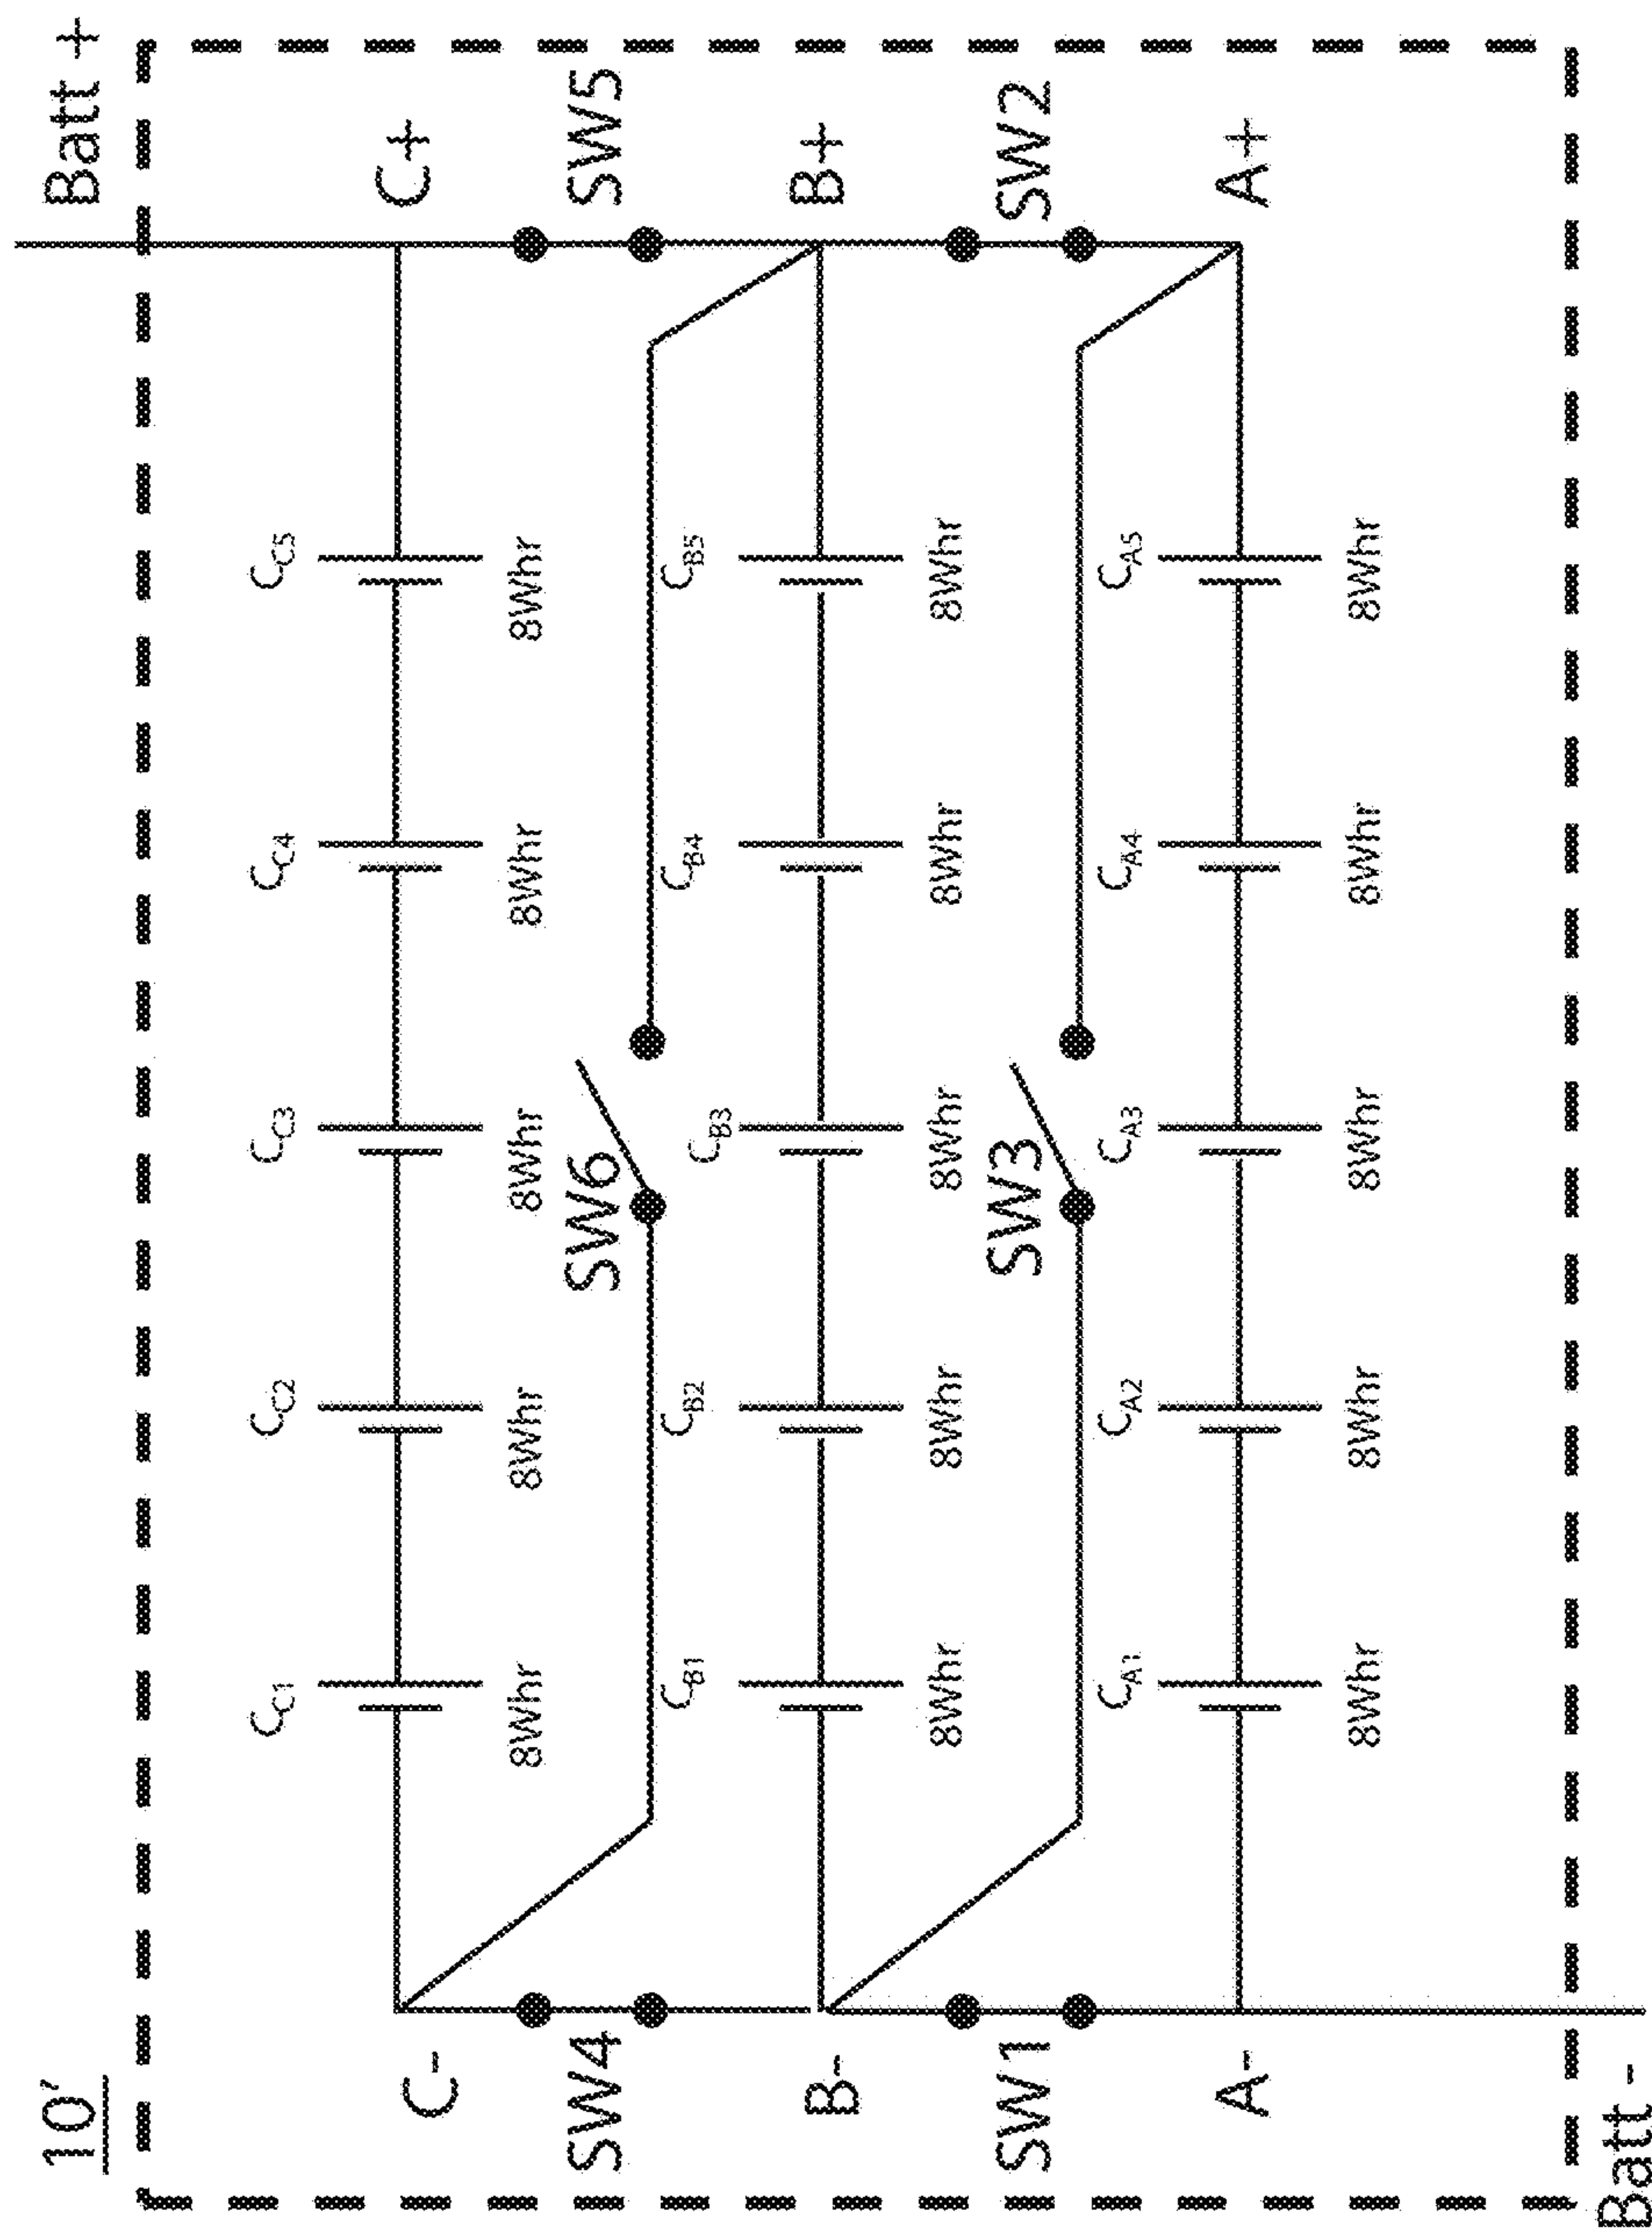 10'
Batt +
CC1
CC2
CC3
CC4
CC5
C-
C+
8Whr
8Whr
8Whr
8Whr
8Whr
SW4
SW6
SW5
CB1
CB2
CB3
CB4
CB5
B-
B+
8Whr
8Whr
8Whr
8Whr
8Whr
SW1
SW3
SW2
CA1
CA2
CA3
CA4
CA5
A-
A+
8Whr
8Whr
8Whr
8Whr
8Whr
Batt -